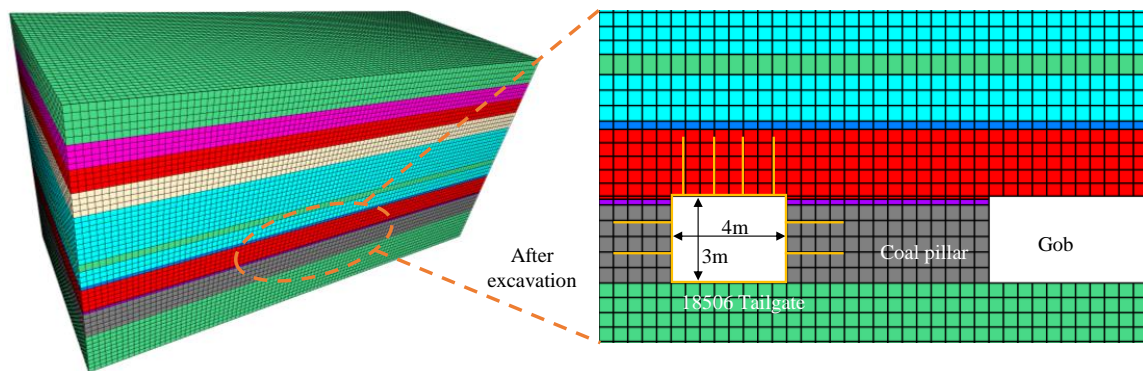 After
excavation
4m
3m
Coal pillar
Gob
18506 Tailgate